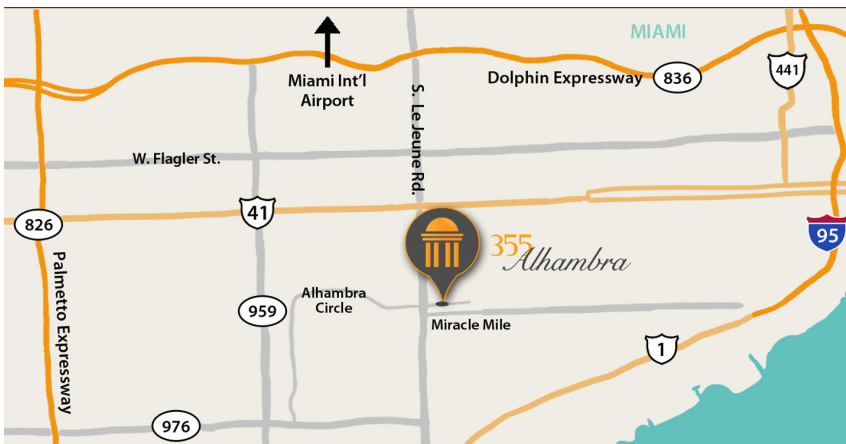 MIAMI
441
Miami Int'l
Airport
Dolphin Expressway
836
S. Le Jeune Rd.
W. Flagler St.
41
826
95
355
Alhambra
Palmetto Expressway
Alhambra
Circle
959
Miracle Mile
1
976